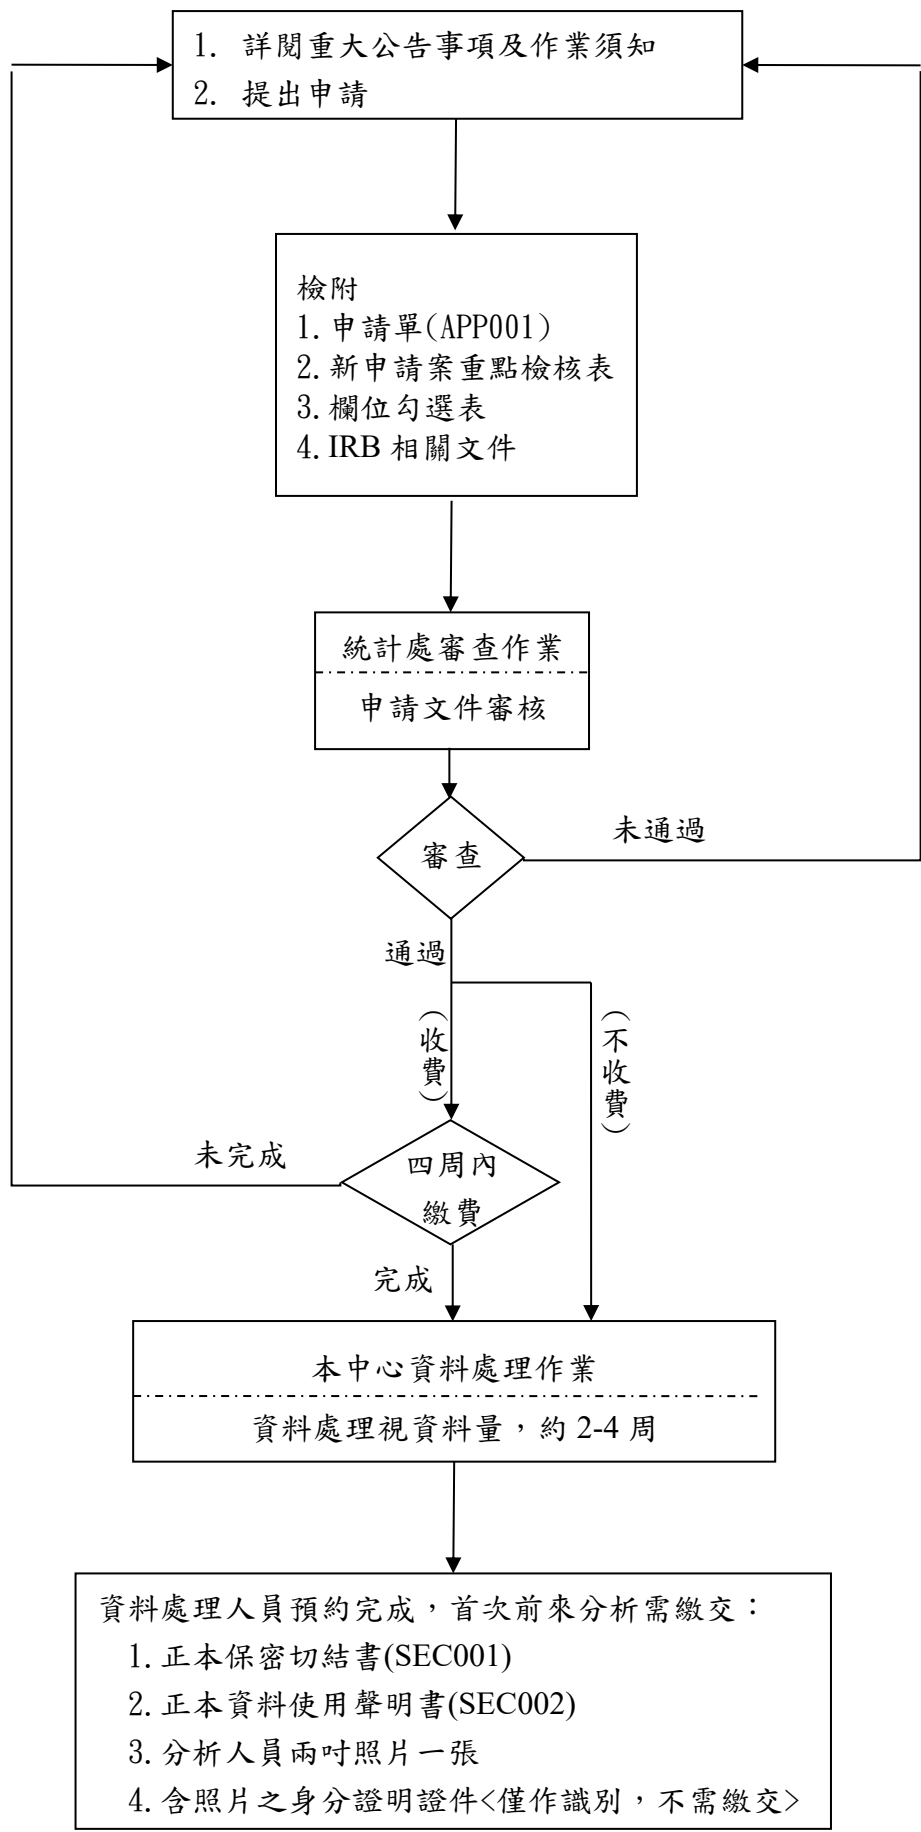 1. 詳閱重大公告事項及作業須知
2. 提出申請
檢附
1.申請單(APP001)
2.新申請案重點檢核表
3.欄位勾選表
4.IRB 相關文件
統計處審查作業
申請文件審核
審查
未通過
通過
(收費)
(不收費)
未完成
四周內
繳費
完成
本中心資料處理作業
資料處理視資料量，約 2-4 周
資料處理人員預約完成，首次前來分析需繳交：
1.正本保密切結書(SEC001)
2.正本資料使用聲明書(SEC002)
3.分析人員兩吋照片一張
4.含照片之身分證明證件<僅作識別，不需繳交>